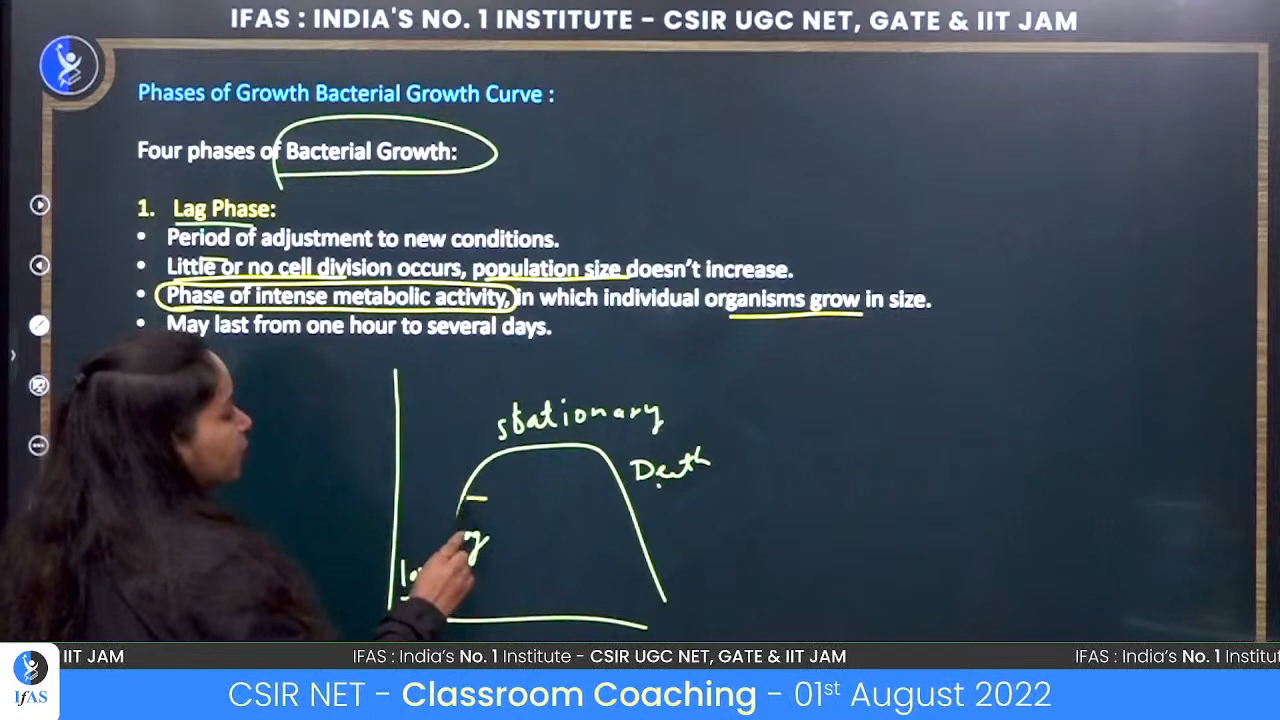 IFAS : INDIA'S NO. 1 INSTITUTE - CSIR UGC NET, GATE & IIT JAM
Phases of Growth Bacterial Growth Curve :
Four phases of Bacterial Growth:
1. Lag Phase:
• Period of adjustment to new conditions.
• Little or no cell division occurs, population size doesn't increase.
• Phase of intense metabolic activity, in which individual organisms grow in size.
• May last from one hour to several days.
stationary
Death
IIT JAM IFAS : India's No. 1 Institute - CSIR UGC NET, GATE & IIT JAM IFAS : India's No. 1
IFAS
CSIR NET - Classroom Coaching - 01st August 2022